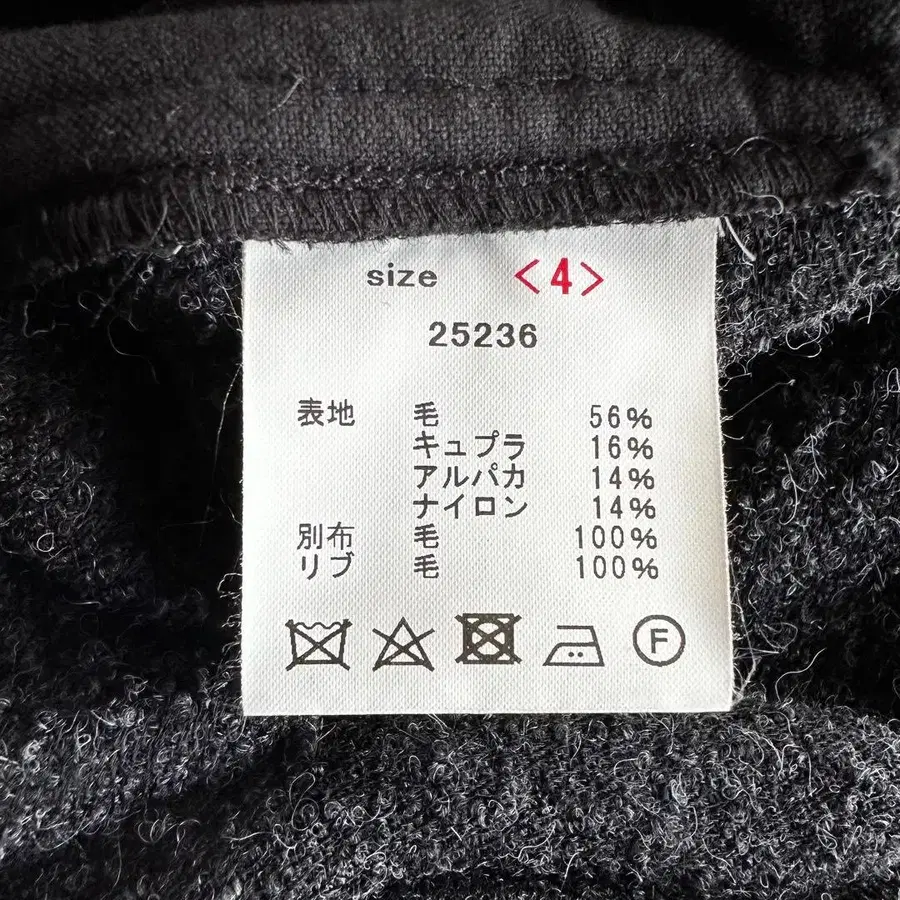 size <4>
25236
表地 毛 56%
キュプラ 16%
アルパカ 14%
ナイロン 14%
別布 毛 100%
リブ 毛 100%
F